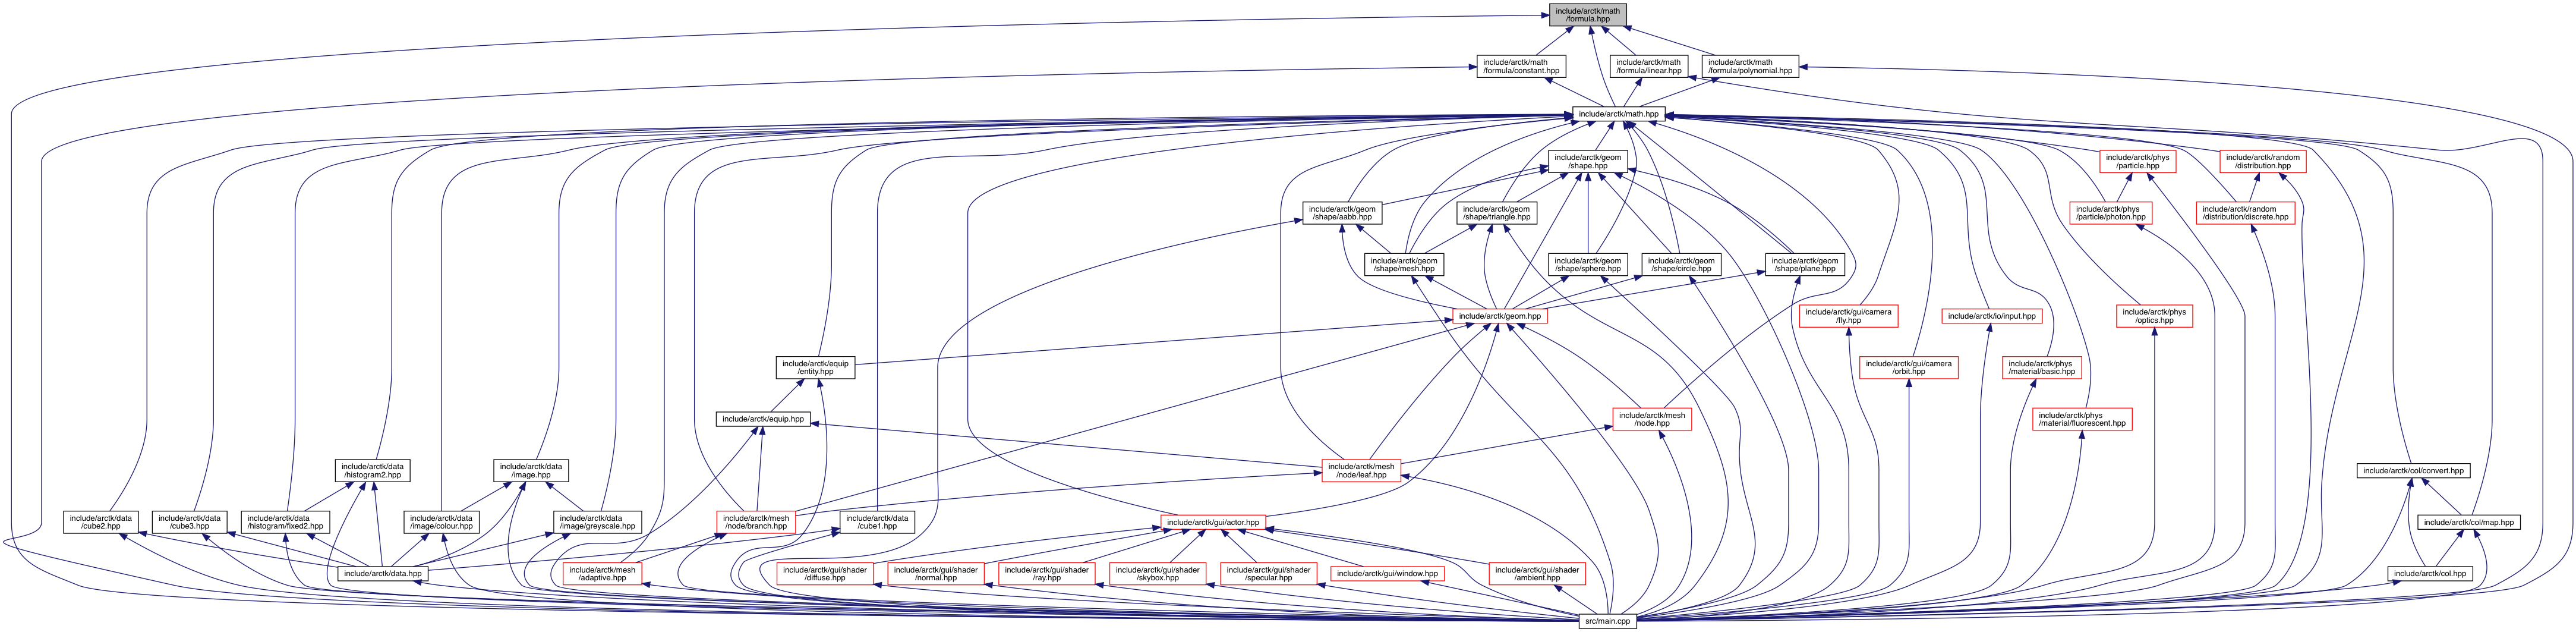 include/arctk/math
/formula.hpp
include/arctk/math
/formula/constant.hpp
include/arctk/math
/formula/linear.hpp
include/arctk/math
/formula/polynomial.hpp
include/arctk/math.hpp
include/arctk/geom
/shape.hpp
include/arctk/phys
/particle.hpp
include/arctk/random
/distribution.hpp
include/arctk/geom
/shape/aabb.hpp
include/arctk/geom
/shape/triangle.hpp
include/arctk/phys
/particle/photon.hpp
include/arctk/random
/distribution/discrete.hpp
include/arctk/geom
/shape/mesh.hpp
include/arctk/geom
/shape/sphere.hpp
include/arctk/geom
/shape/circle.hpp
include/arctk/geom
/shape/plane.hpp
include/arctk/geom.hpp
include/arctk/gui/camera
/fly.hpp
include/arctk/io/input.hpp
include/arctk/phys
/optics.hpp
include/arctk/equip
/entity.hpp
include/arctk/gui/camera
/orbit.hpp
include/arctk/phys
/material/basic.hpp
include/arctk/equip.hpp
include/arctk/mesh
/node.hpp
include/arctk/phys
/material/fluorescent.hpp
include/arctk/data
/histogram2.hpp
include/arctk/data
/image.hpp
include/arctk/mesh
/node/leaf.hpp
include/arctk/col/convert.hpp
include/arctk/data
/cube2.hpp
include/arctk/data
/cube3.hpp
include/arctk/data
/histogram/fixed2.hpp
include/arctk/data
/image/colour.hpp
include/arctk/data
/image/greyscale.hpp
include/arctk/mesh
/node/branch.hpp
include/arctk/data
/cube1.hpp
include/arctk/gui/actor.hpp
include/arctk/col/map.hpp
include/arctk/data.hpp
include/arctk/mesh
/adaptive.hpp
include/arctk/gui/shader
/diffuse.hpp
include/arctk/gui/shader
/normal.hpp
include/arctk/gui/shader
/ray.hpp
include/arctk/gui/shader
/skybox.hpp
include/arctk/gui/shader
/specular.hpp
include/arctk/gui/window.hpp
include/arctk/gui/shader
/ambient.hpp
include/arctk/col.hpp
src/main.cpp